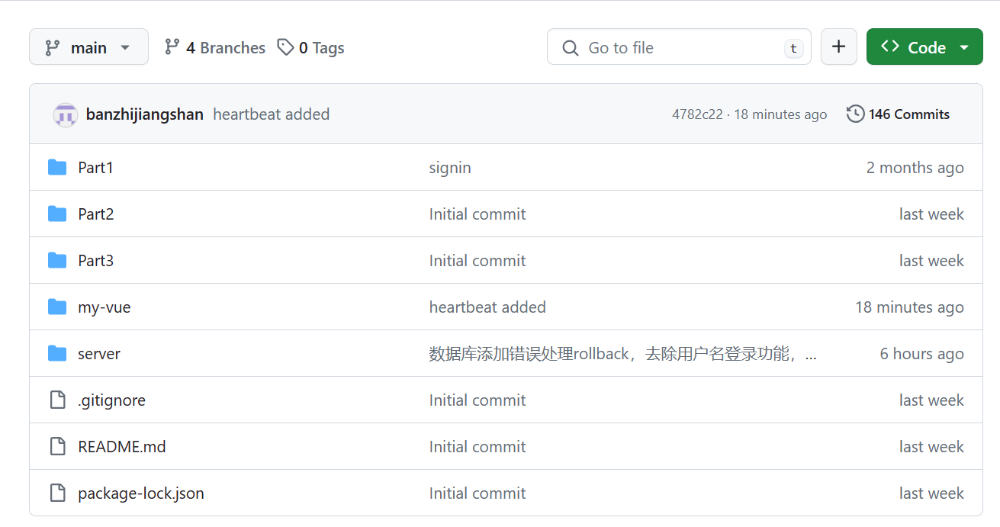 main 4 Branches 0 Tags Go to file t + <> Code
banzhijiangshan heartbeat added 4782c22 · 18 minutes ago 146 Commits
Part1 signin 2 months ago
Part2 Initial commit last week
Part3 Initial commit last week
my-vue heartbeat added 18 minutes ago
server 数据库添加错误处理rollback，去除用户名登录功能，... 6 hours ago
.gitignore Initial commit last week
README.md Initial commit last week
package-lock.json Initial commit last week